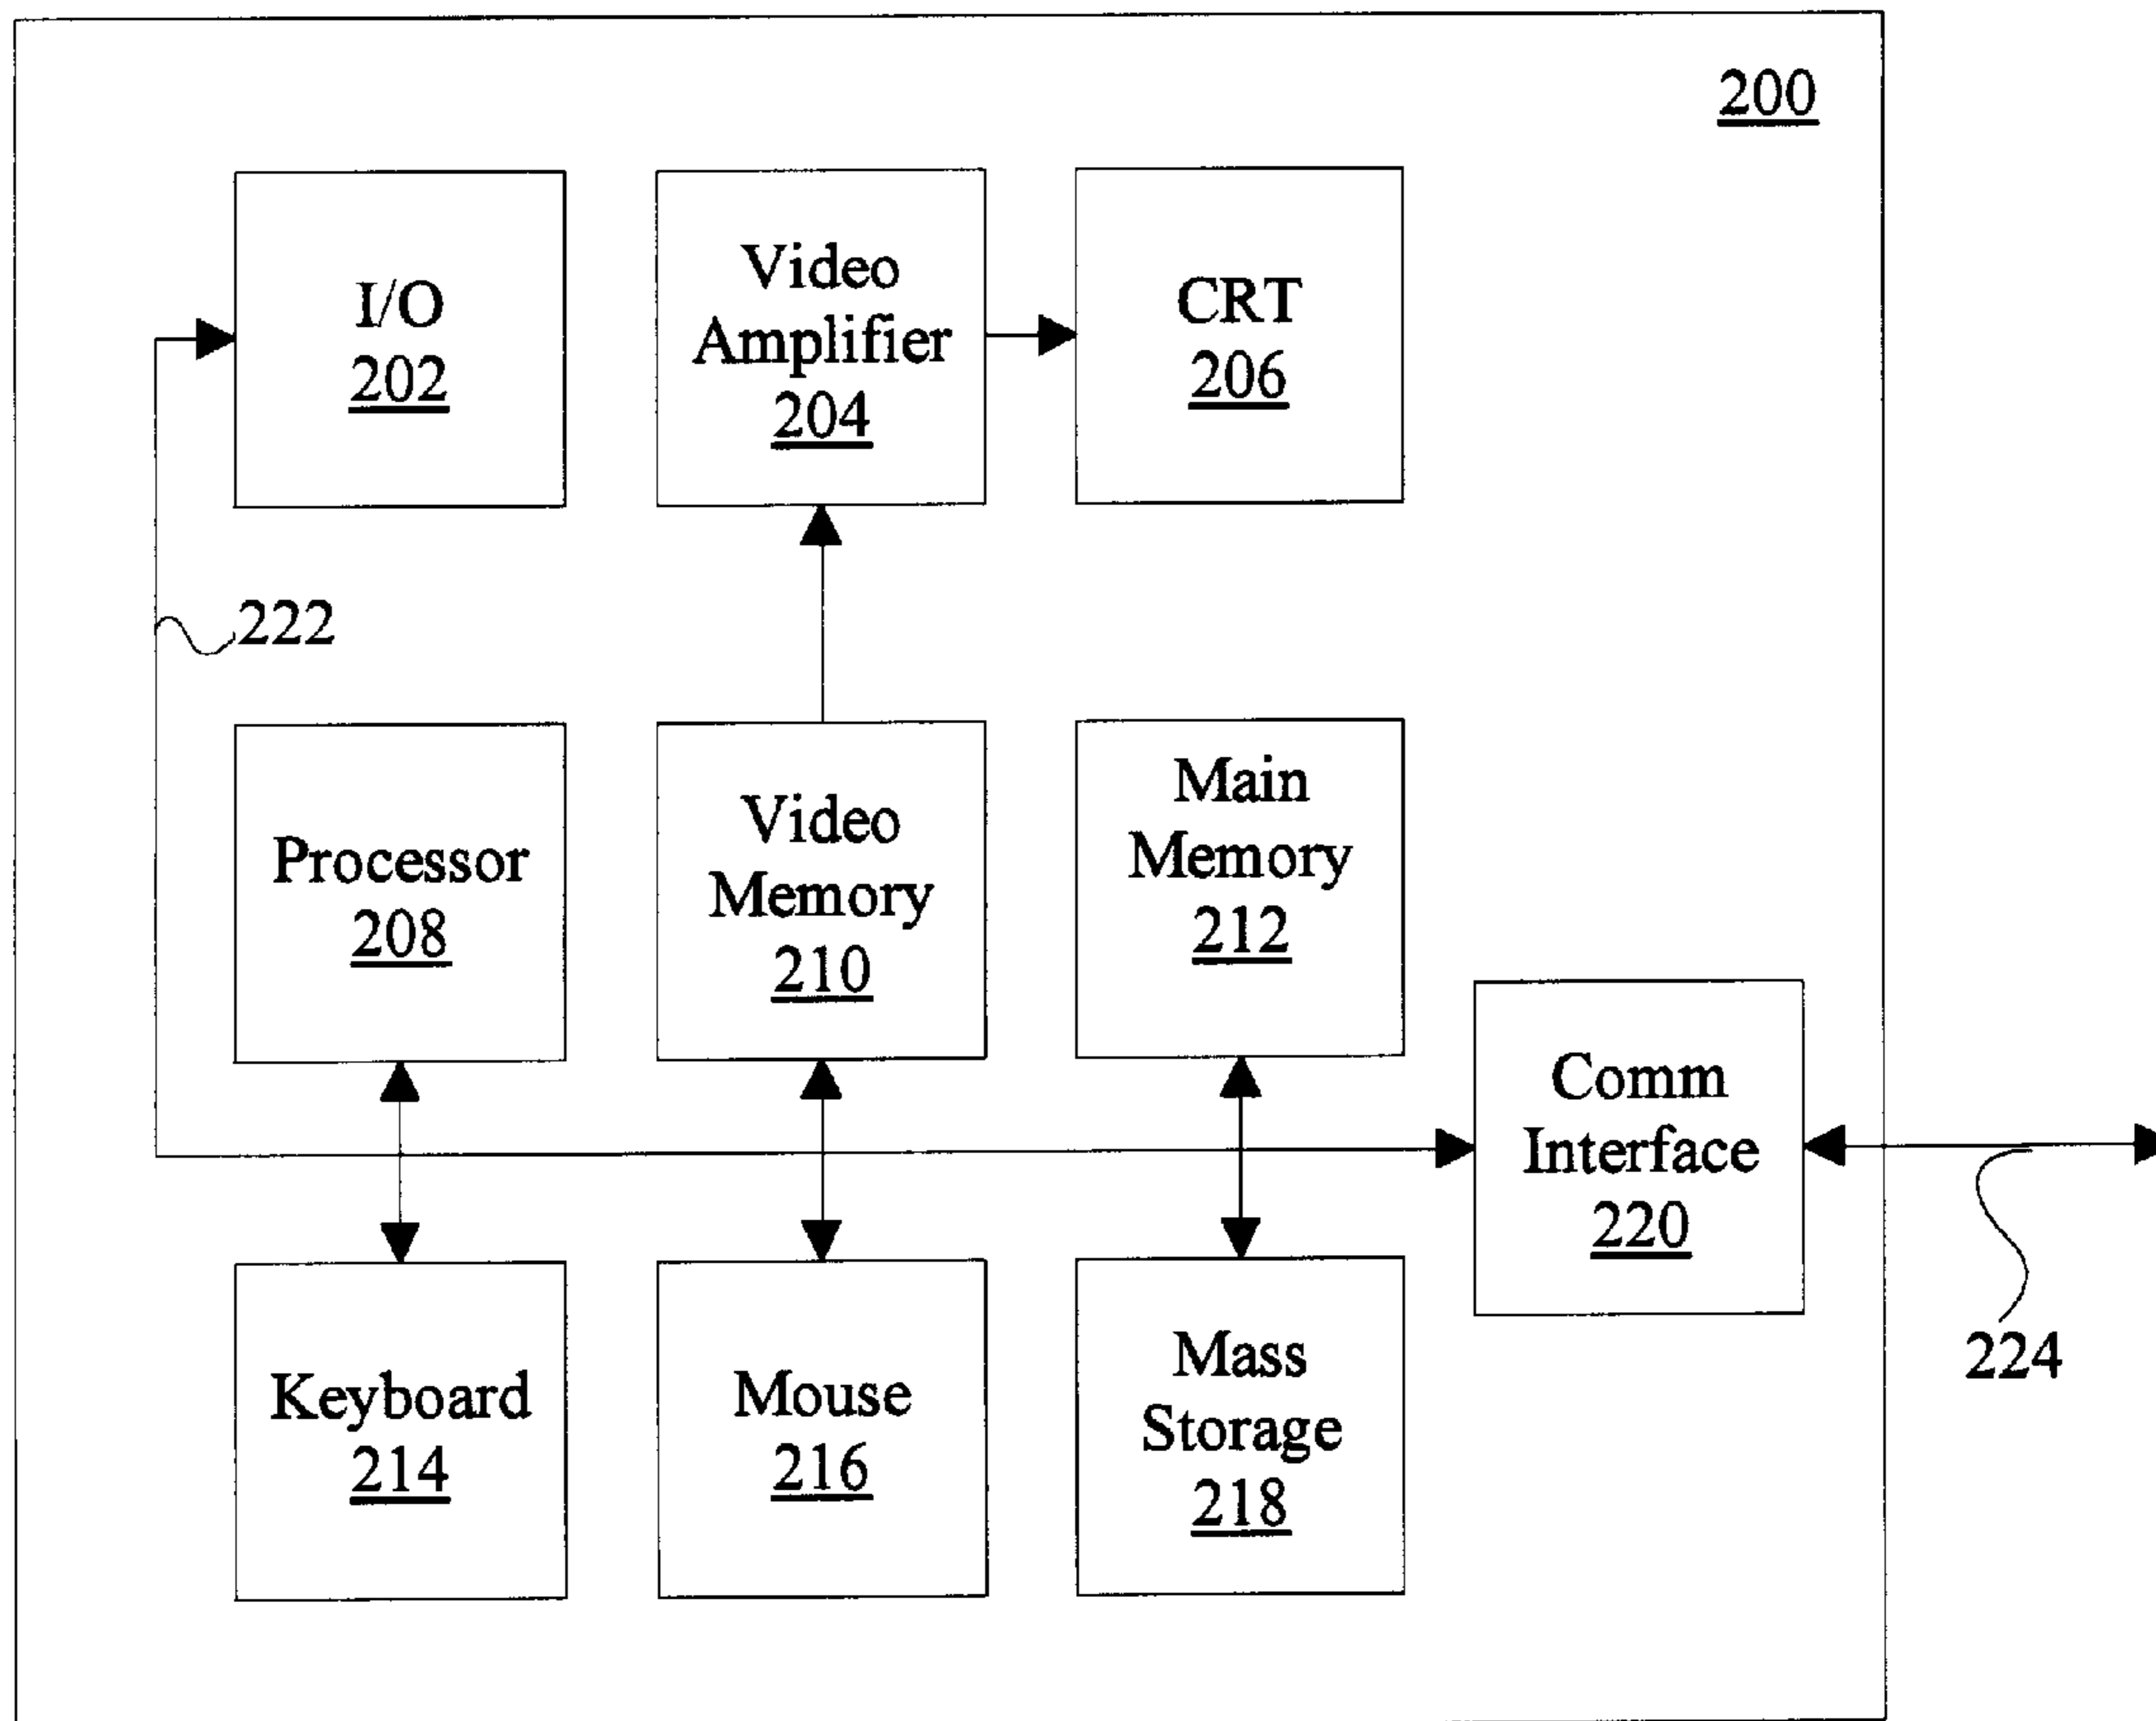 200
I/O
202
Video
Amplifier
204
CRT
206
222
Processor
208
Video
Memory
210
Main
Memory
212
Comm
Interface
220
224
Keyboard
214
Mouse
216
Mass
Storage
218